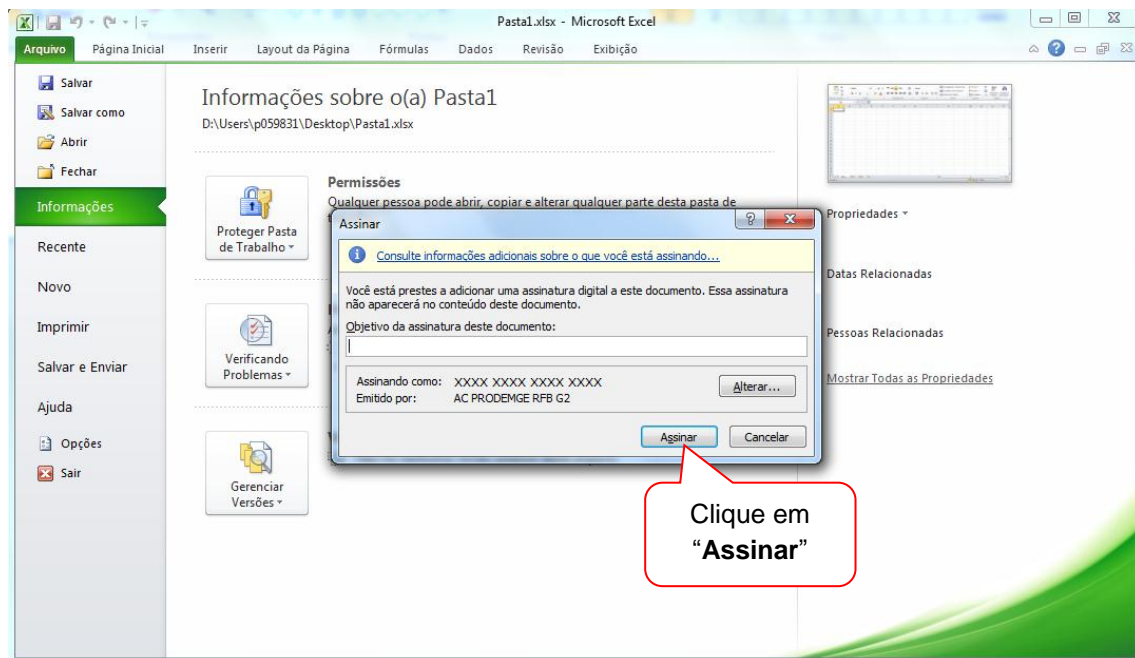 Pasta1.xlsx - Microsoft Excel
Arquivo Página Inicial Inserir Layout da Página Fórmulas Dados Revisão Exibição
Salvar
Salvar como
Abrir
Fechar
Informações
Recente
Novo
Imprimir
Salvar e Enviar
Ajuda
Opções
Sair
Informações sobre o(a) Pasta1
D:\Users\p059831\Desktop\Pasta1.xlsx
Permissões
Qualquer pessoa pode abrir, copiar e alterar qualquer parte desta pasta de
Proteger Pasta
de Trabalho
Verificando
Problemas
Gerenciar
Versões
Assinar
Consulte informações adicionais sobre o que você está assinando...
Você está prestes a adicionar uma assinatura digital a este documento. Essa assinatura
não aparecerá no conteúdo deste documento.
Objetivo da assinatura deste documento:
Assinando como: XXXX XXXX XXXX XXXX
Emitido por: AC PRODEMGE RFB G2
Alterar...
Assinar Cancelar
Clique em
“Assinar”
Propriedades
Datas Relacionadas
Pessoas Relacionadas
Mostrar Todas as Propriedades